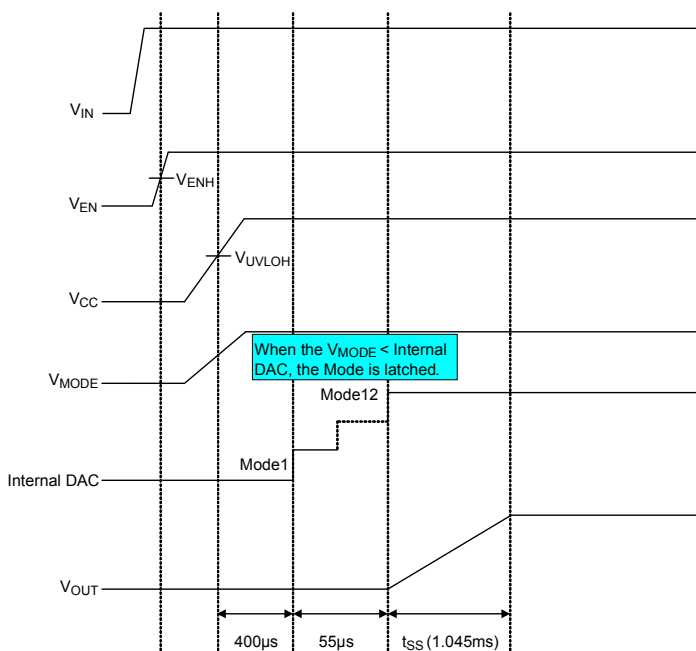 VIN
VENH
VEN
VUVLOH
VCC
When the VMODE < Internal
DAC, the Mode is latched.
VMODE
Mode12
Mode1
Internal DAC
VOUT
400µs 55µs tSS (1.045ms)